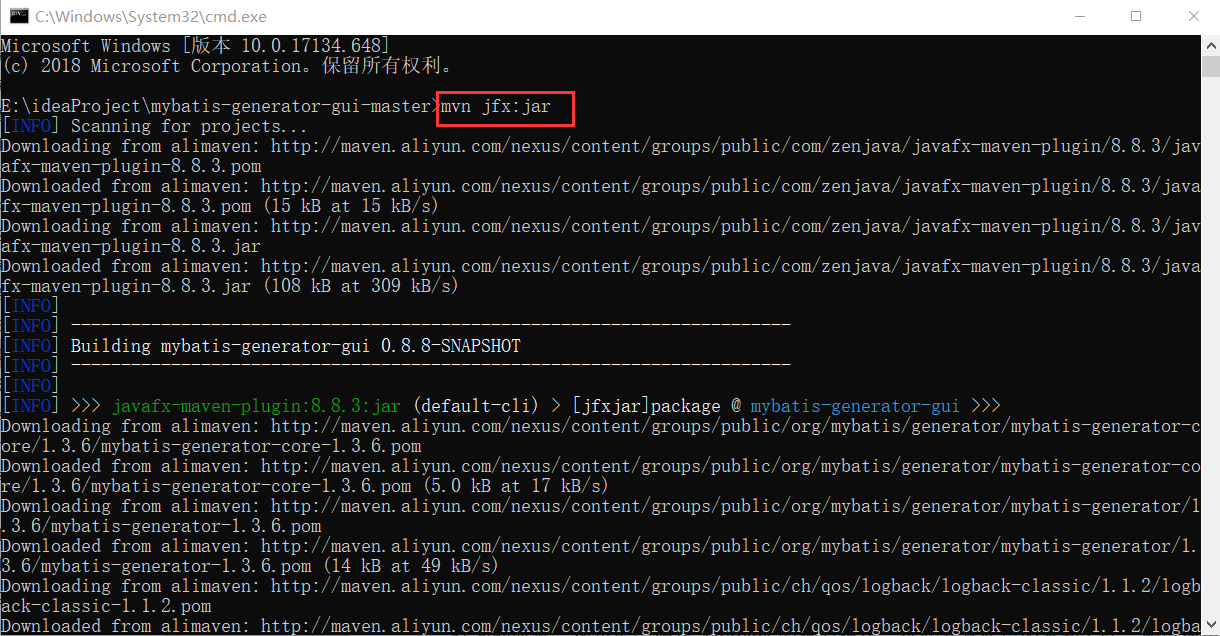 C:\Windows\System32\cmd.exe
Microsoft Windows [版本 10.0.17134.648]
(c) 2018 Microsoft Corporation。保留所有权利。
E:\ideaProject\mybatis-generator-gui-master>mvn jfx:jar
[INFO] Scanning for projects...
Downloading from alimaven: http://maven.aliyun.com/nexus/content/groups/public/com/zenjava/javafx-maven-plugin/8.8.3/jav
afx-maven-plugin-8.8.3.pom
Downloaded from alimaven: http://maven.aliyun.com/nexus/content/groups/public/com/zenjava/javafx-maven-plugin/8.8.3/java
fx-maven-plugin-8.8.3.pom (15 kB at 15 kB/s)
Downloading from alimaven: http://maven.aliyun.com/nexus/content/groups/public/com/zenjava/javafx-maven-plugin/8.8.3/jav
afx-maven-plugin-8.8.3.jar
Downloaded from alimaven: http://maven.aliyun.com/nexus/content/groups/public/com/zenjava/javafx-maven-plugin/8.8.3/java
fx-maven-plugin-8.8.3.jar (108 kB at 309 kB/s)
[INFO]
[INFO] ------------------------------------------------------------------------
[INFO] Building mybatis-generator-gui 0.8.8-SNAPSHOT
[INFO] ------------------------------------------------------------------------
[INFO]
[INFO] >>> javafx-maven-plugin:8.8.3:jar (default-cli) > [jfxjar]package @ mybatis-generator-gui >>>
Downloading from alimaven: http://maven.aliyun.com/nexus/content/groups/public/org/mybatis/generator/mybatis-generator-c
ore/1.3.6/mybatis-generator-core-1.3.6.pom
Downloaded from alimaven: http://maven.aliyun.com/nexus/content/groups/public/org/mybatis/generator/mybatis-generator-co
re/1.3.6/mybatis-generator-core-1.3.6.pom (5.0 kB at 17 kB/s)
Downloading from alimaven: http://maven.aliyun.com/nexus/content/groups/public/org/mybatis/generator/mybatis-generator/1
.3.6/mybatis-generator-1.3.6.pom
Downloaded from alimaven: http://maven.aliyun.com/nexus/content/groups/public/org/mybatis/generator/mybatis-generator/1.
3.6/mybatis-generator-1.3.6.pom (14 kB at 49 kB/s)
Downloading from alimaven: http://maven.aliyun.com/nexus/content/groups/public/ch/qos/logback/logback-classic/1.1.2/logb
ack-classic-1.1.2.pom
Downloaded from alimaven: http://maven.aliyun.com/nexus/content/groups/public/ch/qos/logback/logback-classic/1.1.2/logba